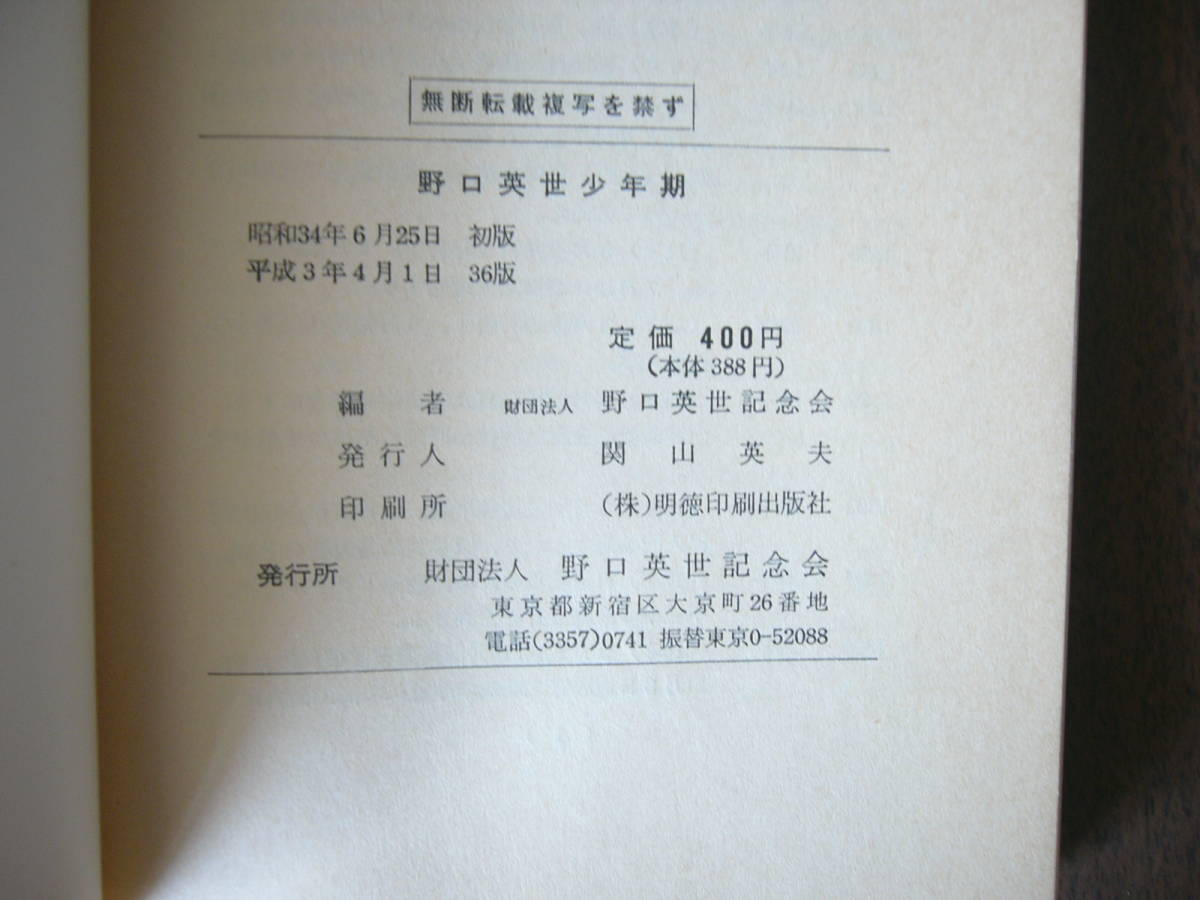 無断転載複写を禁ず
野口英世少年期
昭和34年6月25日 初版
平成3年4月1日 36版
定価 400円
(本体388円)
編者 財団法人 野口英世記念会
発行人 関山英夫
印刷所 (株)明徳印刷出版社
発行所 財団法人 野口英世記念会
東京都新宿区大京町26番地
電話(3357)0741 振替東京0-52088